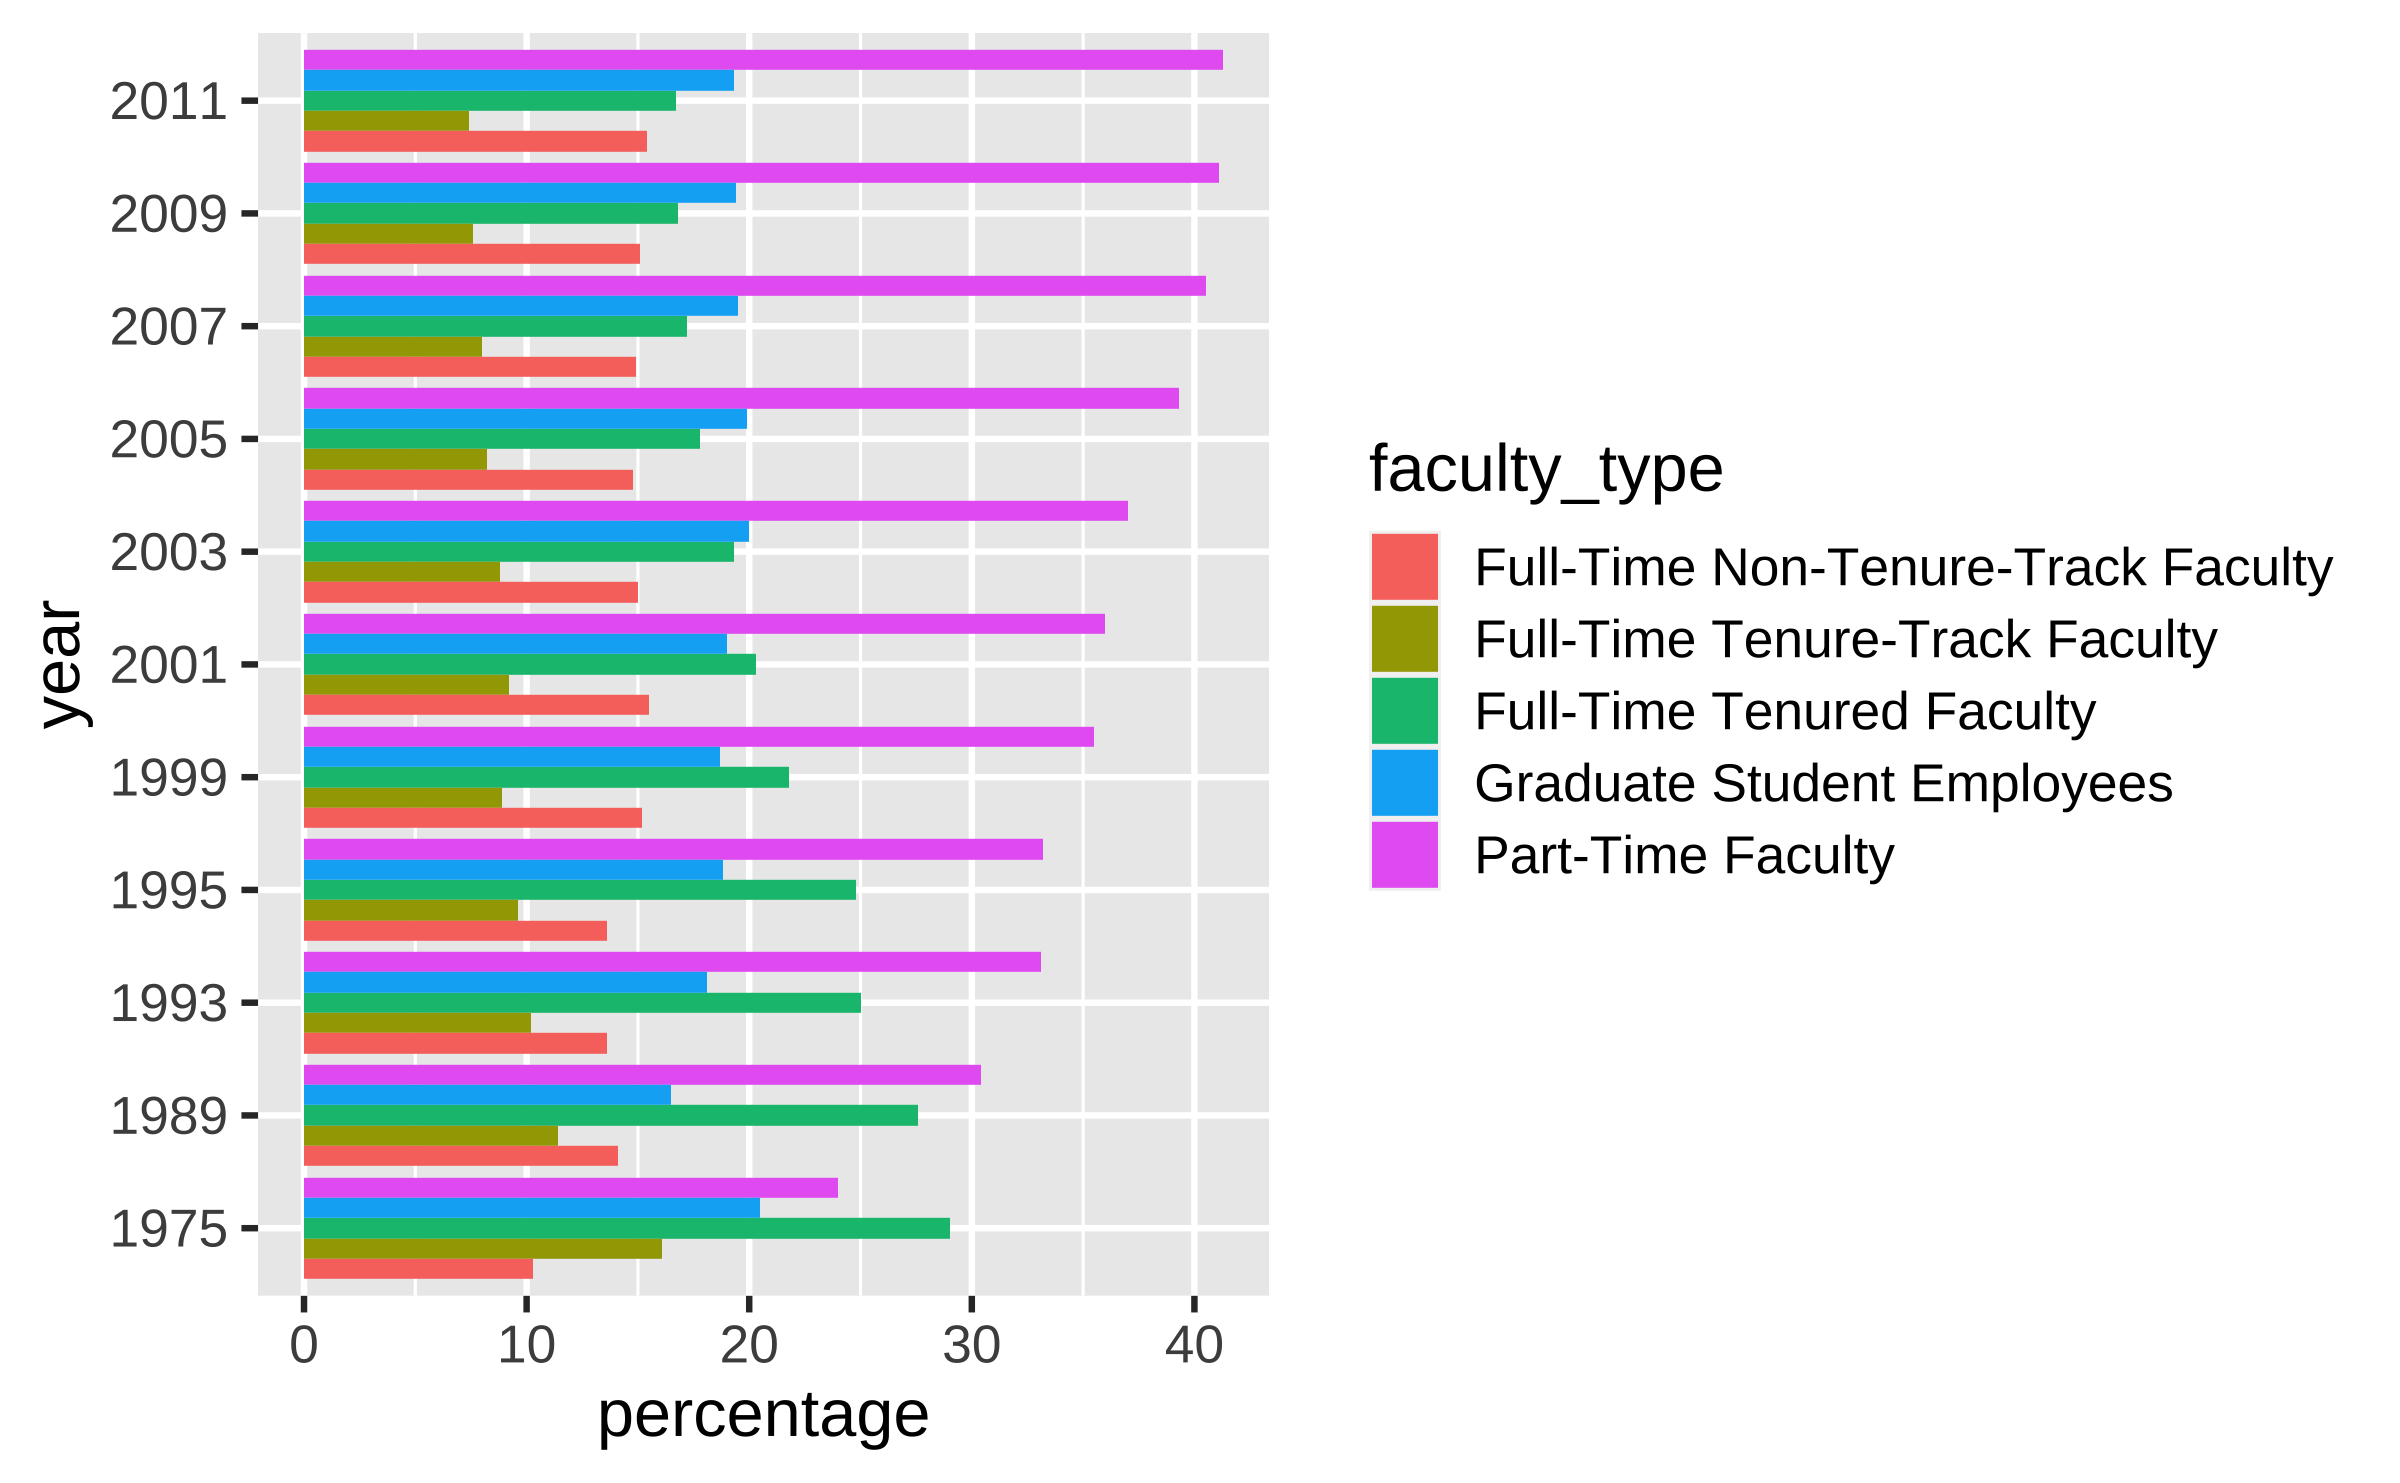 2011
2009
2007
2005
2003
2001
1999
1995
1993
1989
1975
year
0 10 20 30 40
percentage
faculty_type
Full-Time Non-Tenure-Track Faculty
Full-Time Tenure-Track Faculty
Full-Time Tenured Faculty
Graduate Student Employees
Part-Time Faculty